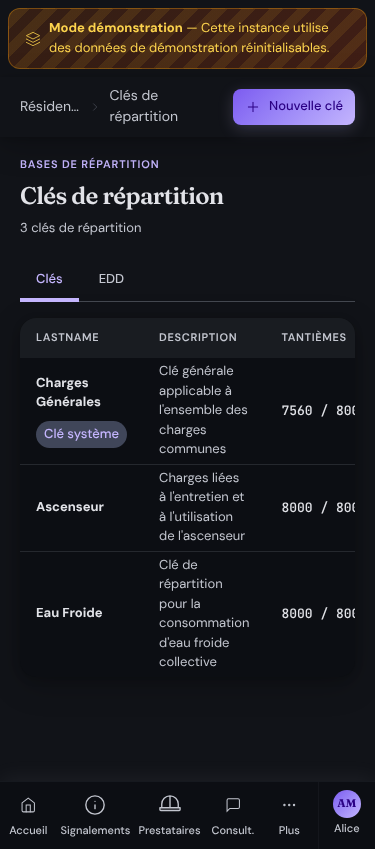 Mode démonstration — Cette instance utilise
des données de démonstration réinitialisables.
Résiden...
Clés de
répartition
Nouvelle clé
BASES DE RÉPARTITION
Clés de répartition
3 clés de répartition
Clés
EDD
LASTNAME
DESCRIPTION
TANTIÈMES
Charges
Générales
Clé système
Clé générale
applicable à
l'ensemble des
charges
communes
7560 / 800
Ascenseur
Charges liées
à l'entretien et
à l'utilisation
de l'ascenseur
8000 / 800
Eau Froide
Clé de
répartition
pour la
consommation
d'eau froide
collective
8000 / 800
Accueil
Signalements
Prestataires
Consult.
Plus
AM
Alice